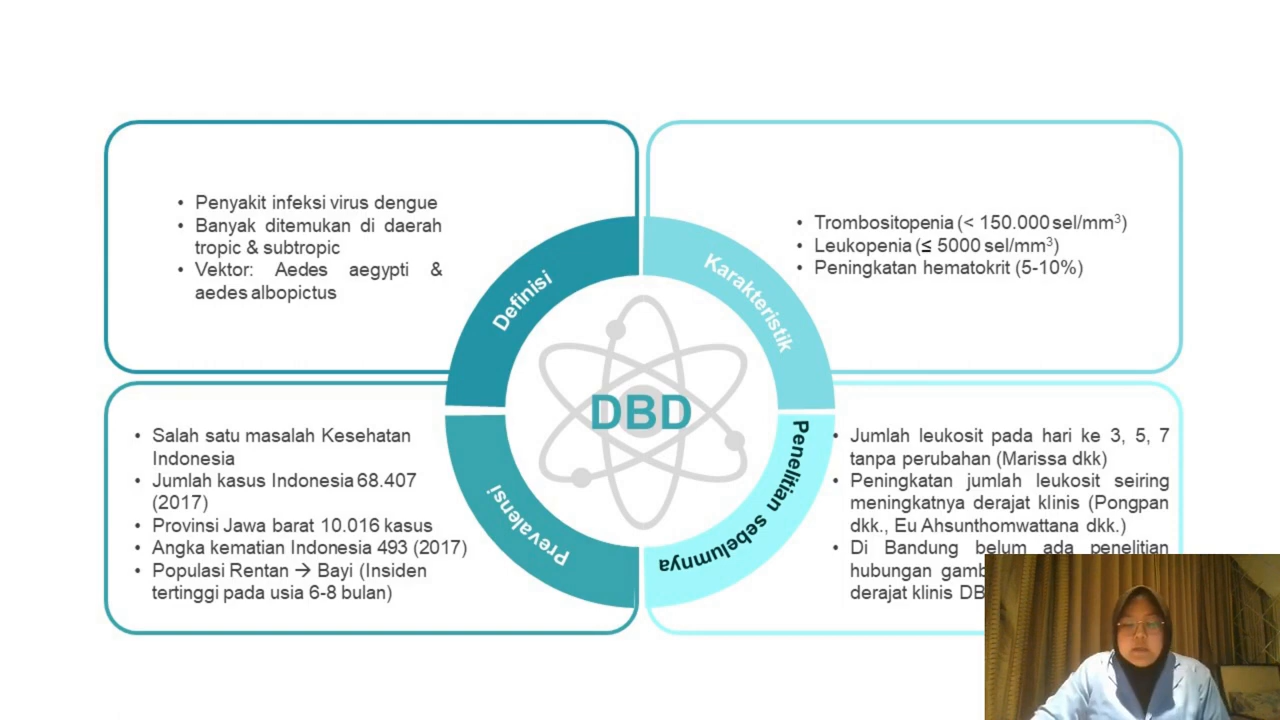 Penyakit infeksi virus dengue
Banyak ditemukan di daerah
tropic & subtropic
Vektor: Aedes aegypti &
aedes albopictus
Definisi
Trombositopenia (< 150.000 sel/mm³)
Leukopenia (≤ 5000 sel/mm³)
Peningkatan hematokrit (5-10%)
Karakteristik
DBD
Salah satu masalah Kesehatan
Indonesia
Jumlah kasus Indonesia 68.407
(2017)
Provinsi Jawa barat 10.016 kasus
Angka kematian Indonesia 493 (2017)
Populasi Rentan → Bayi (Insiden
tertinggi pada usia 6-8 bulan)
Prevalensi
Penelitian sebelumnya
Jumlah leukosit pada hari ke 3, 5, 7
tanpa perubahan (Marissa dkk)
Peningkatan jumlah leukosit seiring
meningkatnya derajat klinis (Pongpan
dkk., Eu Ahsunthomwattana dkk.)
Di Bandung belum ada penelitian
hubungan
derajat klinis